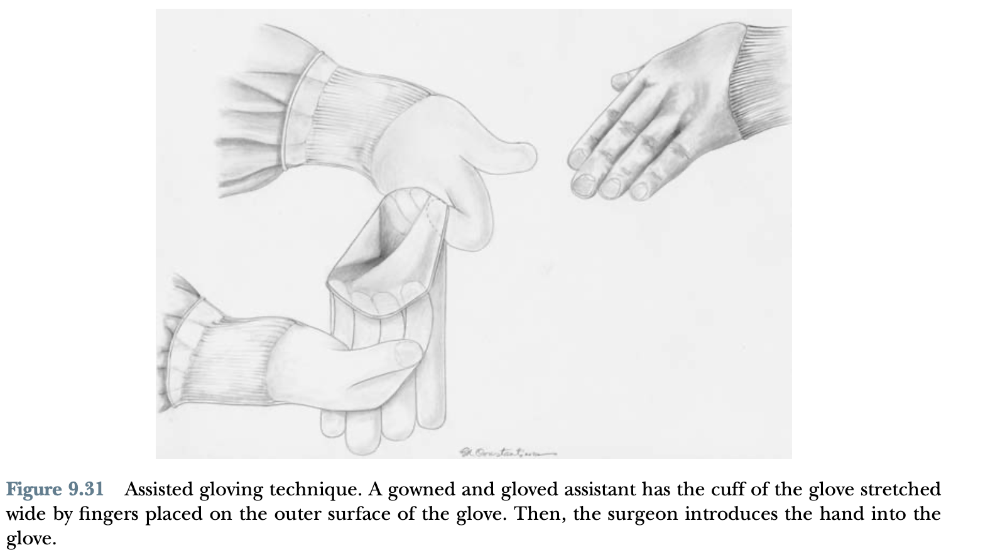 Figure 9.31 Assisted gloving technique. A gowned and gloved assistant has the cuff of the glove stretched
wide by fingers placed on the outer surface of the glove. Then, the surgeon introduces the hand into the
glove.